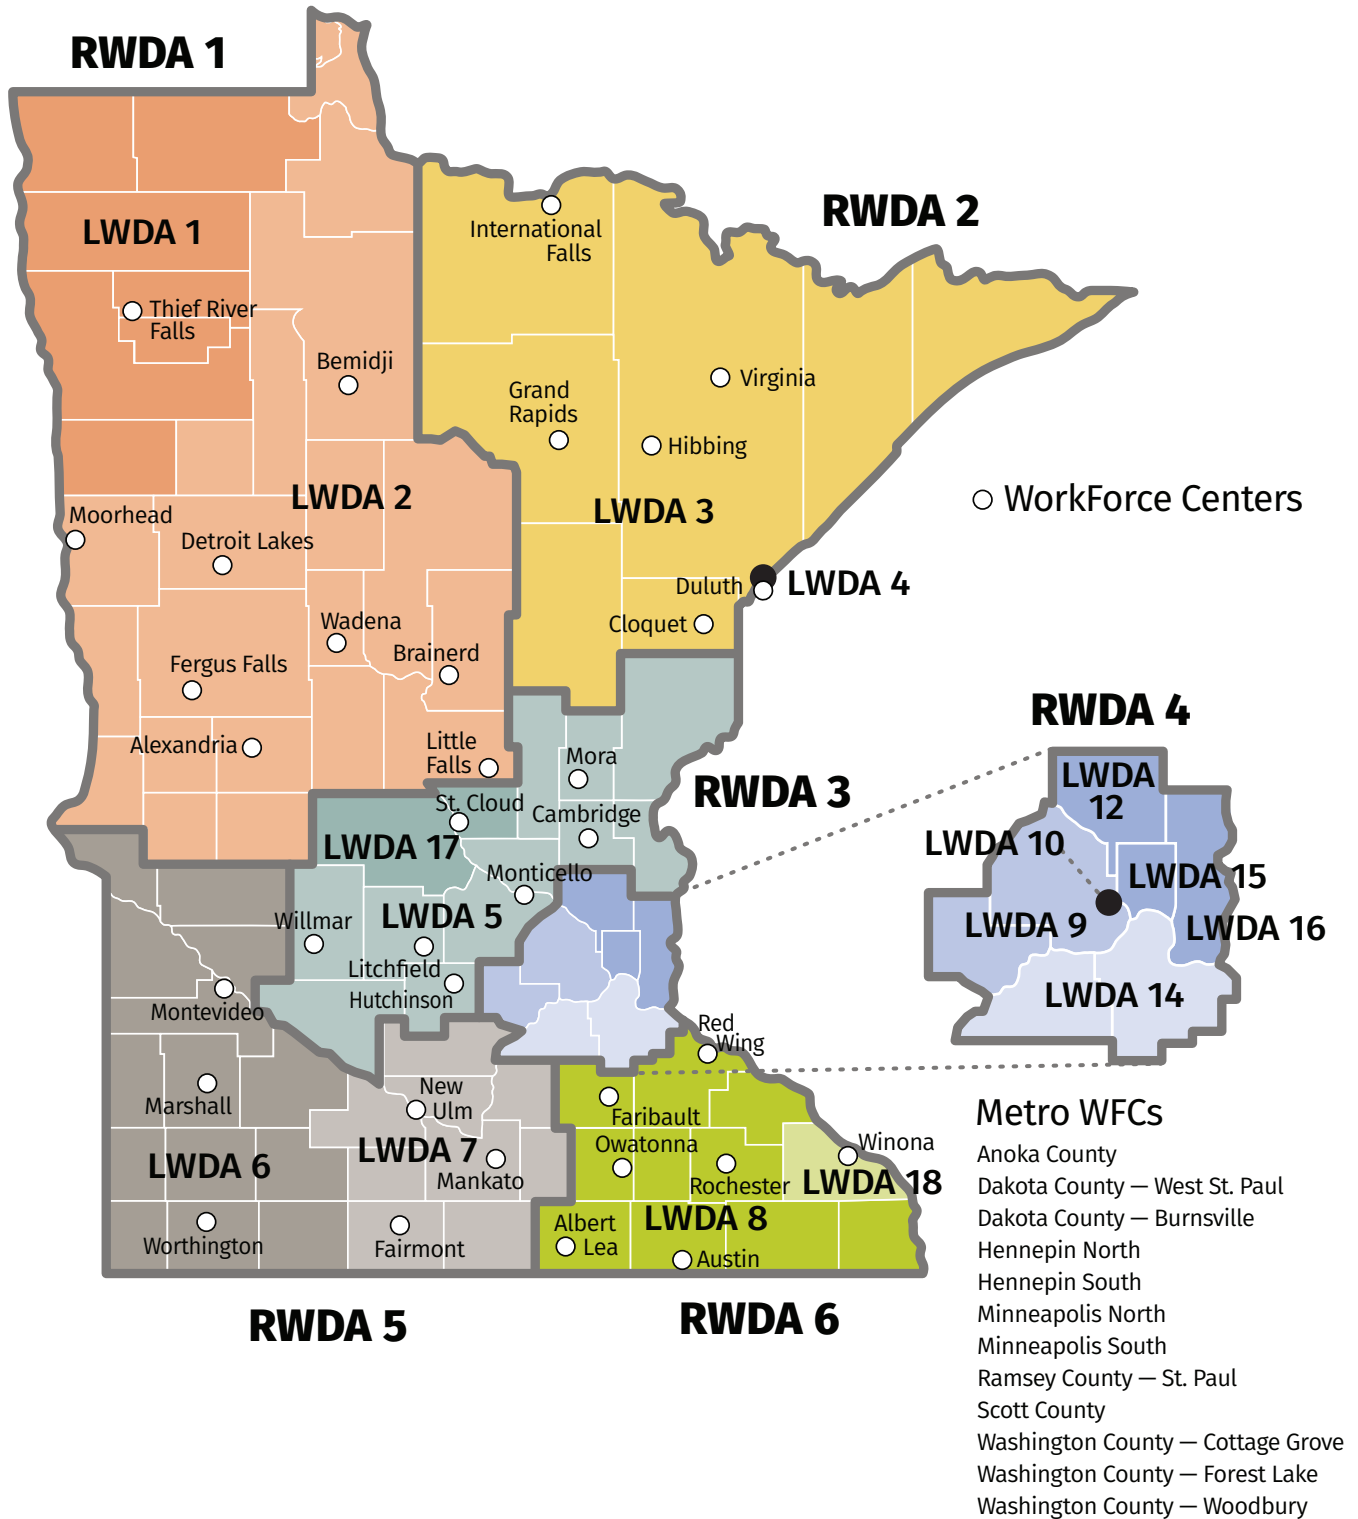 RWDA 1
RWDA 2
LWDA 1
International
Falls
Thief River
Falls
Bemidji
Virginia
Grand
Rapids
Hibbing
LWDA 2
LWDA 3
WorkForce Centers
Moorhead
Detroit Lakes
Duluth
LWDA 4
Cloquet
Wadena
Brainerd
Fergus Falls
RWDA 4
Alexandria
Little
Falls
Mora
RWDA 3
LWDA
12
St. Cloud
Cambridge
LWDA 17
LWDA 10
Monticello
LWDA 15
Willmar
LWDA 5
LWDA 9
LWDA 16
Litchfield
Hutchinson
LWDA 14
Montevideo
Red
Wing
New
Ulm
Marshall
Faribault
Metro WFCs
Owatonna
Winona
LWDA 7
LWDA 6
Mankato
Rochester
LWDA 18
Albert
Lea
LWDA 8
Worthington
Fairmont
Austin
RWDA 5
RWDA 6
Anoka County
Dakota County — West St. Paul
Dakota County — Burnsville
Hennepin North
Hennepin South
Minneapolis North
Minneapolis South
Ramsey County — St. Paul
Scott County
Washington County — Cottage Grove
Washington County — Forest Lake
Washington County — Woodbury